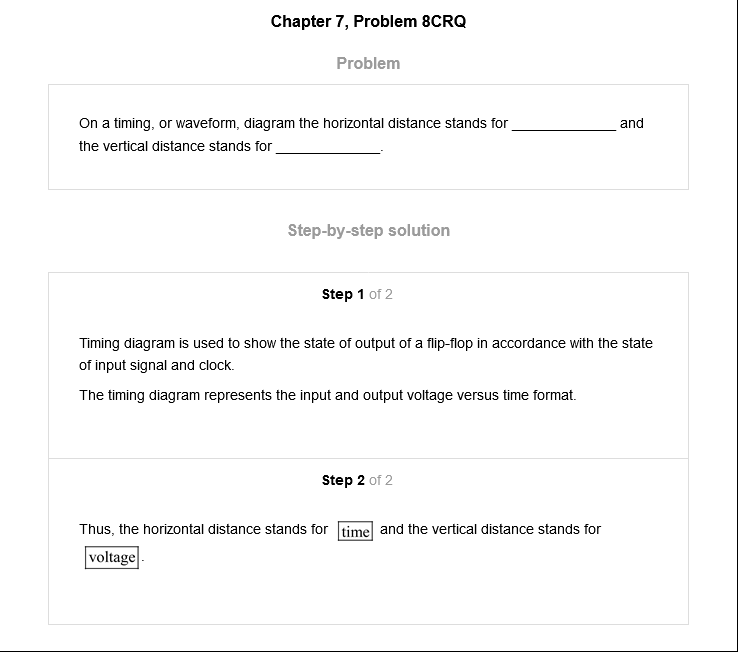 Chapter 7, Problem 8CRQ
Problem
On a timing, or waveform, diagram the horizontal distance stands for _____________ and
the vertical distance stands for _____________.
Step-by-step solution
Step 1 of 2
Timing diagram is used to show the state of output of a flip-flop in accordance with the state
of input signal and clock.
The timing diagram represents the input and output voltage versus time format.
Step 2 of 2
Thus, the horizontal distance stands for time and the vertical distance stands for
voltage.